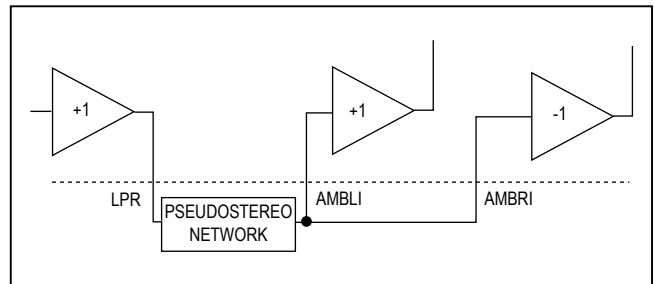 +1
+1
-1
LPR
PSEUDOSTEREO
NETWORK
AMBLI
AMBRI